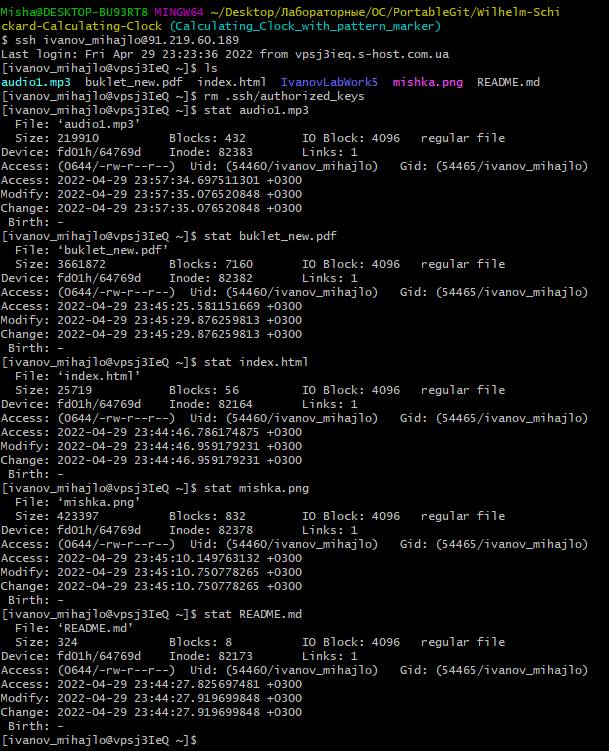 Misha@DESKTOP-BU93RT8 MINGW64 ~/Desktop/Лабораторные/ОС/PortableGit/Wilhelm-Schi
ckard-Calculating-Clock (Calculating_Clock_with_pattern_marker)
$ ssh ivanov_mihajlo@91.219.60.189
Last login: Fri Apr 29 23:23:36 2022 from vpsj3ieq.s-host.com.ua
[ivanov_mihajlo@vpsj3IeQ ~]$ ls
audio1.mp3  buklet_new.pdf  index.html  IvanovLabWork5  mishka.png  README.md
[ivanov_mihajlo@vpsj3IeQ ~]$ rm .ssh/authorized_keys
[ivanov_mihajlo@vpsj3IeQ ~]$ stat audio1.mp3
  File: ‘audio1.mp3’
  Size: 219910          Blocks: 432        IO Block: 4096   regular file
Device: fd01h/64769d    Inode: 82383       Links: 1
Access: (0644/-rw-r--r--)  Uid: (54460/ivanov_mihajlo)   Gid: (54465/ivanov_mihajlo)
Access: 2022-04-29 23:57:34.697511301 +0300
Modify: 2022-04-29 23:57:35.076520848 +0300
Change: 2022-04-29 23:57:35.076520848 +0300
 Birth: -
[ivanov_mihajlo@vpsj3IeQ ~]$ stat buklet_new.pdf
  File: ‘buklet_new.pdf’
  Size: 3661872         Blocks: 7160       IO Block: 4096   regular file
Device: fd01h/64769d    Inode: 82382       Links: 1
Access: (0644/-rw-r--r--)  Uid: (54460/ivanov_mihajlo)   Gid: (54465/ivanov_mihajlo)
Access: 2022-04-29 23:45:25.581151669 +0300
Modify: 2022-04-29 23:45:29.876259813 +0300
Change: 2022-04-29 23:45:29.876259813 +0300
 Birth: -
[ivanov_mihajlo@vpsj3IeQ ~]$ stat index.html
  File: ‘index.html’
  Size: 25719           Blocks: 56         IO Block: 4096   regular file
Device: fd01h/64769d    Inode: 82164       Links: 1
Access: (0644/-rw-r--r--)  Uid: (54460/ivanov_mihajlo)   Gid: (54465/ivanov_mihajlo)
Access: 2022-04-29 23:44:46.786174875 +0300
Modify: 2022-04-29 23:44:46.959179231 +0300
Change: 2022-04-29 23:44:46.959179231 +0300
 Birth: -
[ivanov_mihajlo@vpsj3IeQ ~]$ stat mishka.png
  File: ‘mishka.png’
  Size: 423397          Blocks: 832        IO Block: 4096   regular file
Device: fd01h/64769d    Inode: 82378       Links: 1
Access: (0644/-rw-r--r--)  Uid: (54460/ivanov_mihajlo)   Gid: (54465/ivanov_mihajlo)
Access: 2022-04-29 23:45:10.149763132 +0300
Modify: 2022-04-29 23:45:10.750778265 +0300
Change: 2022-04-29 23:45:10.750778265 +0300
 Birth: -
[ivanov_mihajlo@vpsj3IeQ ~]$ stat README.md
  File: ‘README.md’
  Size: 324             Blocks: 8          IO Block: 4096   regular file
Device: fd01h/64769d    Inode: 82173       Links: 1
Access: (0644/-rw-r--r--)  Uid: (54460/ivanov_mihajlo)   Gid: (54465/ivanov_mihajlo)
Access: 2022-04-29 23:44:27.825697481 +0300
Modify: 2022-04-29 23:44:27.919699848 +0300
Change: 2022-04-29 23:44:27.919699848 +0300
 Birth: -
[ivanov_mihajlo@vpsj3IeQ ~]$